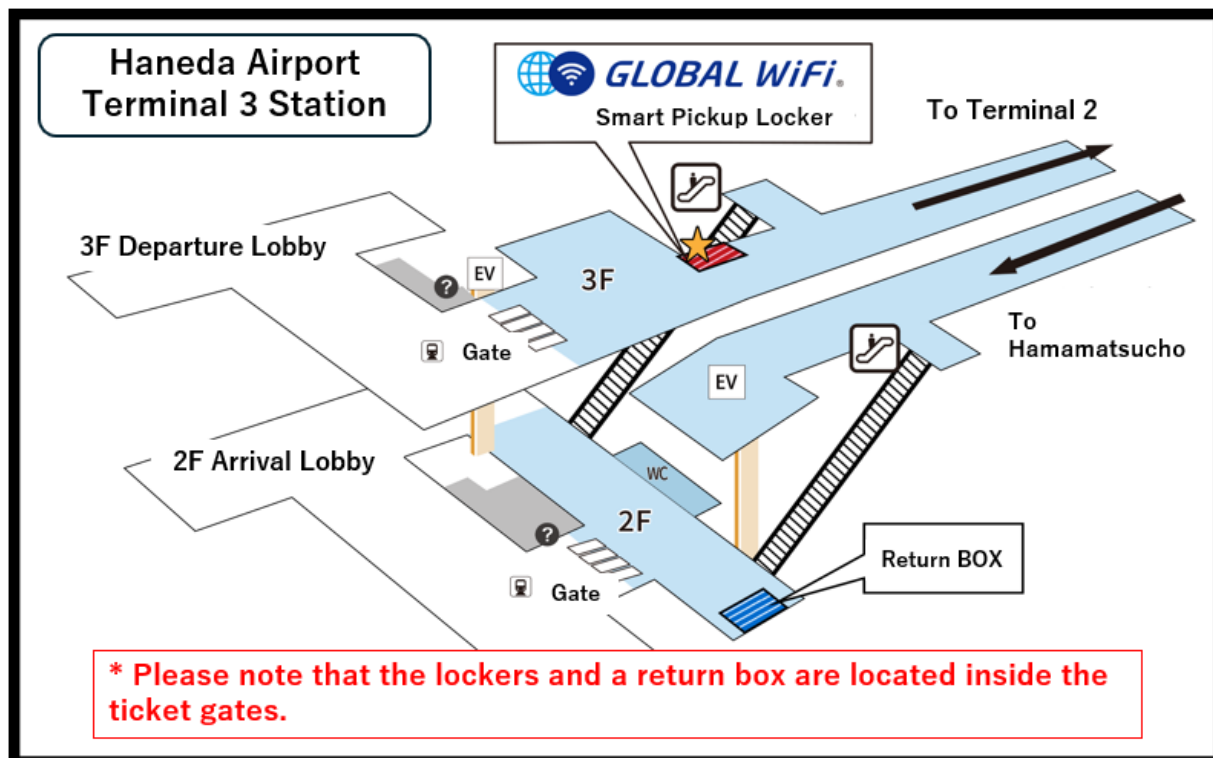 Haneda Airport
Terminal 3 Station
GLOBAL WiFi®
Smart Pickup Locker
To Terminal 2
3F Departure Lobby
?
EV
3F
Gate
To
Hamamatsucho
EV
2F Arrival Lobby
WC
2F
?
Return BOX
Gate
* Please note that the lockers and a return box are located inside the
ticket gates.